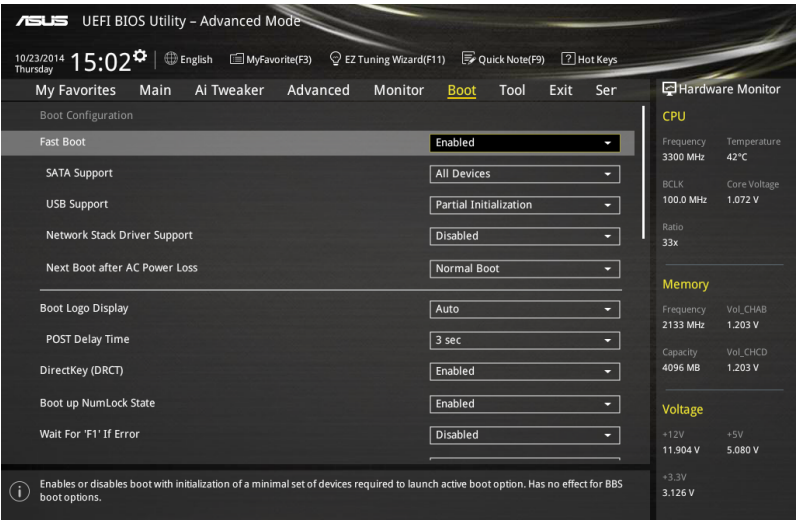 ASUS UEFI BIOS Utility – Advanced Mode
10/23/2014
Thursday
15:02
English MyFavorite(F3) EZ Tuning Wizard(F11) Quick Note(F9) ? Hot Keys
My Favorites Main Ai Tweaker Advanced Monitor Boot Tool Exit Ser
Boot Configuration
Fast Boot Enabled
SATA Support All Devices
USB Support Partial Initialization
Network Stack Driver Support Disabled
Next Boot after AC Power Loss Normal Boot
Boot Logo Display Auto
POST Delay Time 3 sec
DirectKey (DRCT) Enabled
Boot up NumLock State Enabled
Wait For 'F1' If Error Disabled
i
Enables or disables boot with initialization of a minimal set of devices required to launch active boot option. Has no effect for BBS
boot options.
Hardware Monitor
CPU
Frequency Temperature
3300 MHz 42°C
BCLK Core Voltage
100.0 MHz 1.072 V
Ratio
33x
Memory
Frequency Vol_CHAB
2133 MHz 1.203 V
Capacity Vol_CHCD
4096 MB 1.203 V
Voltage
+12V +5V
11.904 V 5.080 V
+3.3V
3.126 V